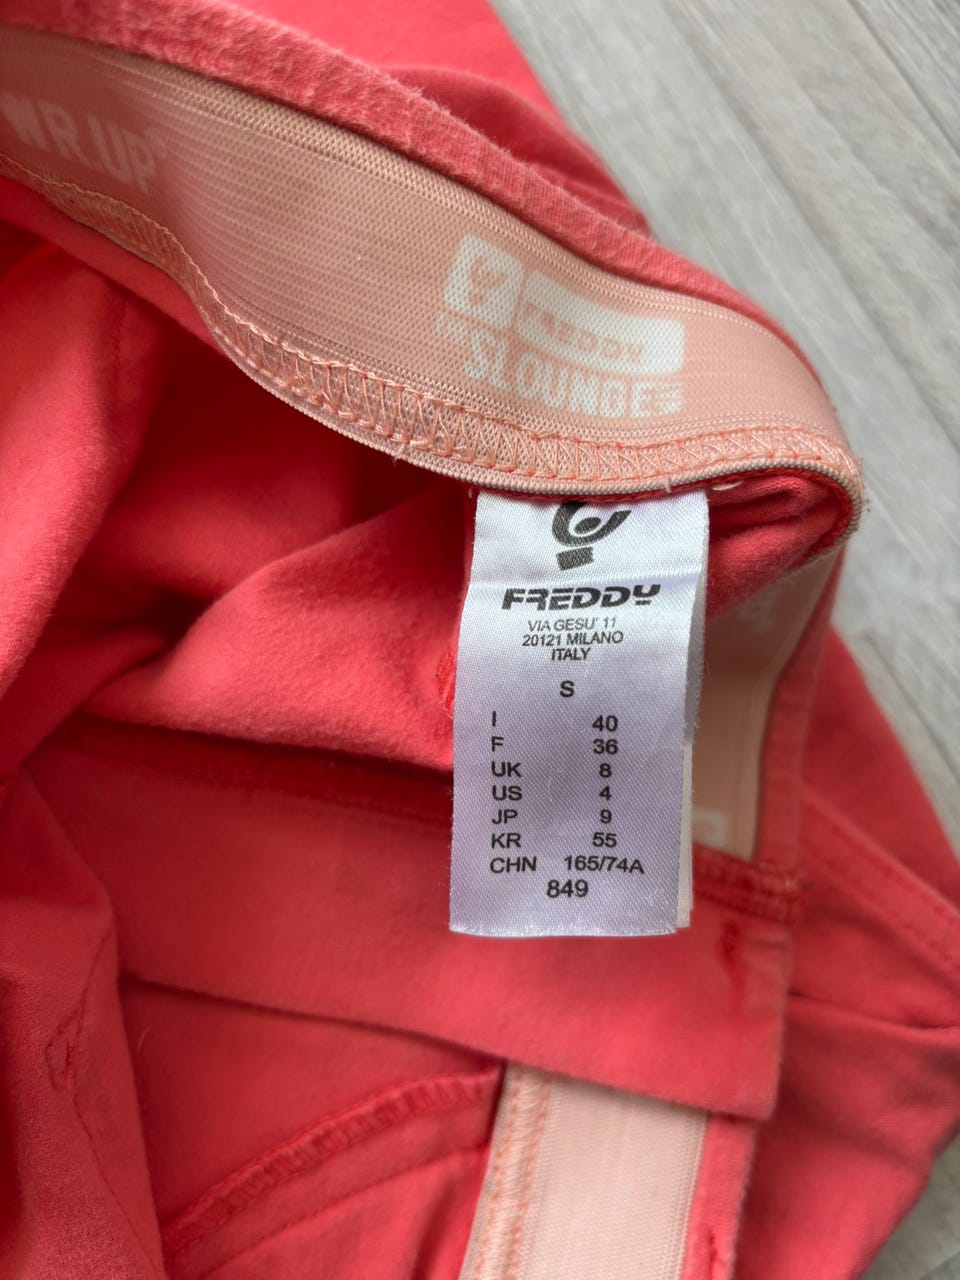 WR.UP
FREDDY
21OUNGE
FREDDY
VIA GESU' 11
20121 MILANO
ITALY
S
I 40
F 36
UK 8
US 4
JP 9
KR 55
CHN 165/74A
849